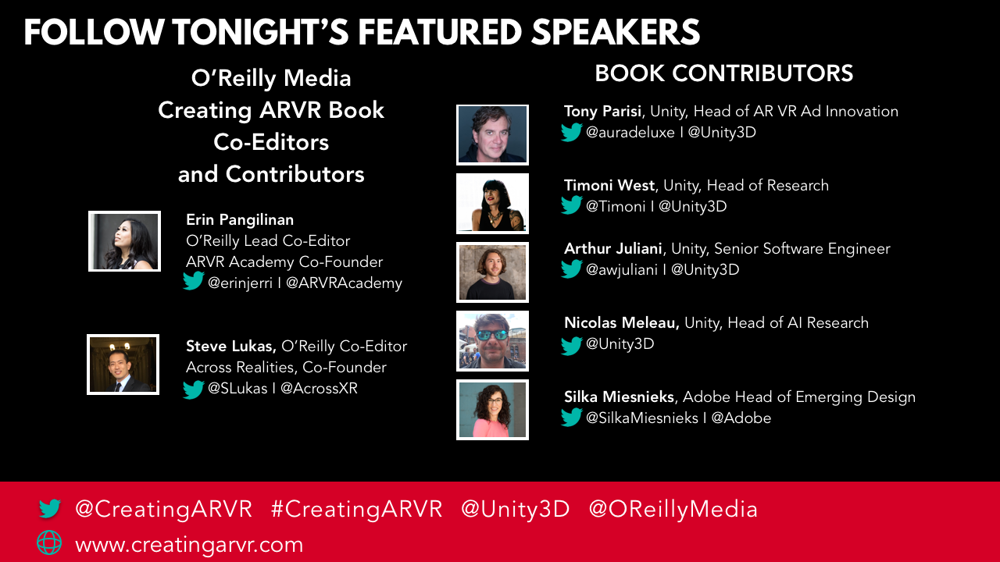 FOLLOW TONIGHT’S FEATURED SPEAKERS
O’Reilly Media
Creating ARVR Book
Co-Editors
and Contributors
Erin Pangilinan
O’Reilly Lead Co-Editor
ARVR Academy Co-Founder
@erinjerri I @ARVRAcademy
Steve Lukas, O’Reilly Co-Editor
Across Realities, Co-Founder
@SLukas I @AcrossXR
BOOK CONTRIBUTORS
Tony Parisi, Unity, Head of AR VR Ad Innovation
@auradeluxe I @Unity3D
Timoni West, Unity, Head of Research
@Timoni I @Unity3D
Arthur Juliani, Unity, Senior Software Engineer
@awjuliani I @Unity3D
Nicolas Meleau, Unity, Head of AI Research
@Unity3D
Silka Miesnieks, Adobe Head of Emerging Design
@SilkaMiesnieks I @Adobe
@CreatingARVR #CreatingARVR @Unity3D @OReillyMedia
www.creatingarvr.com